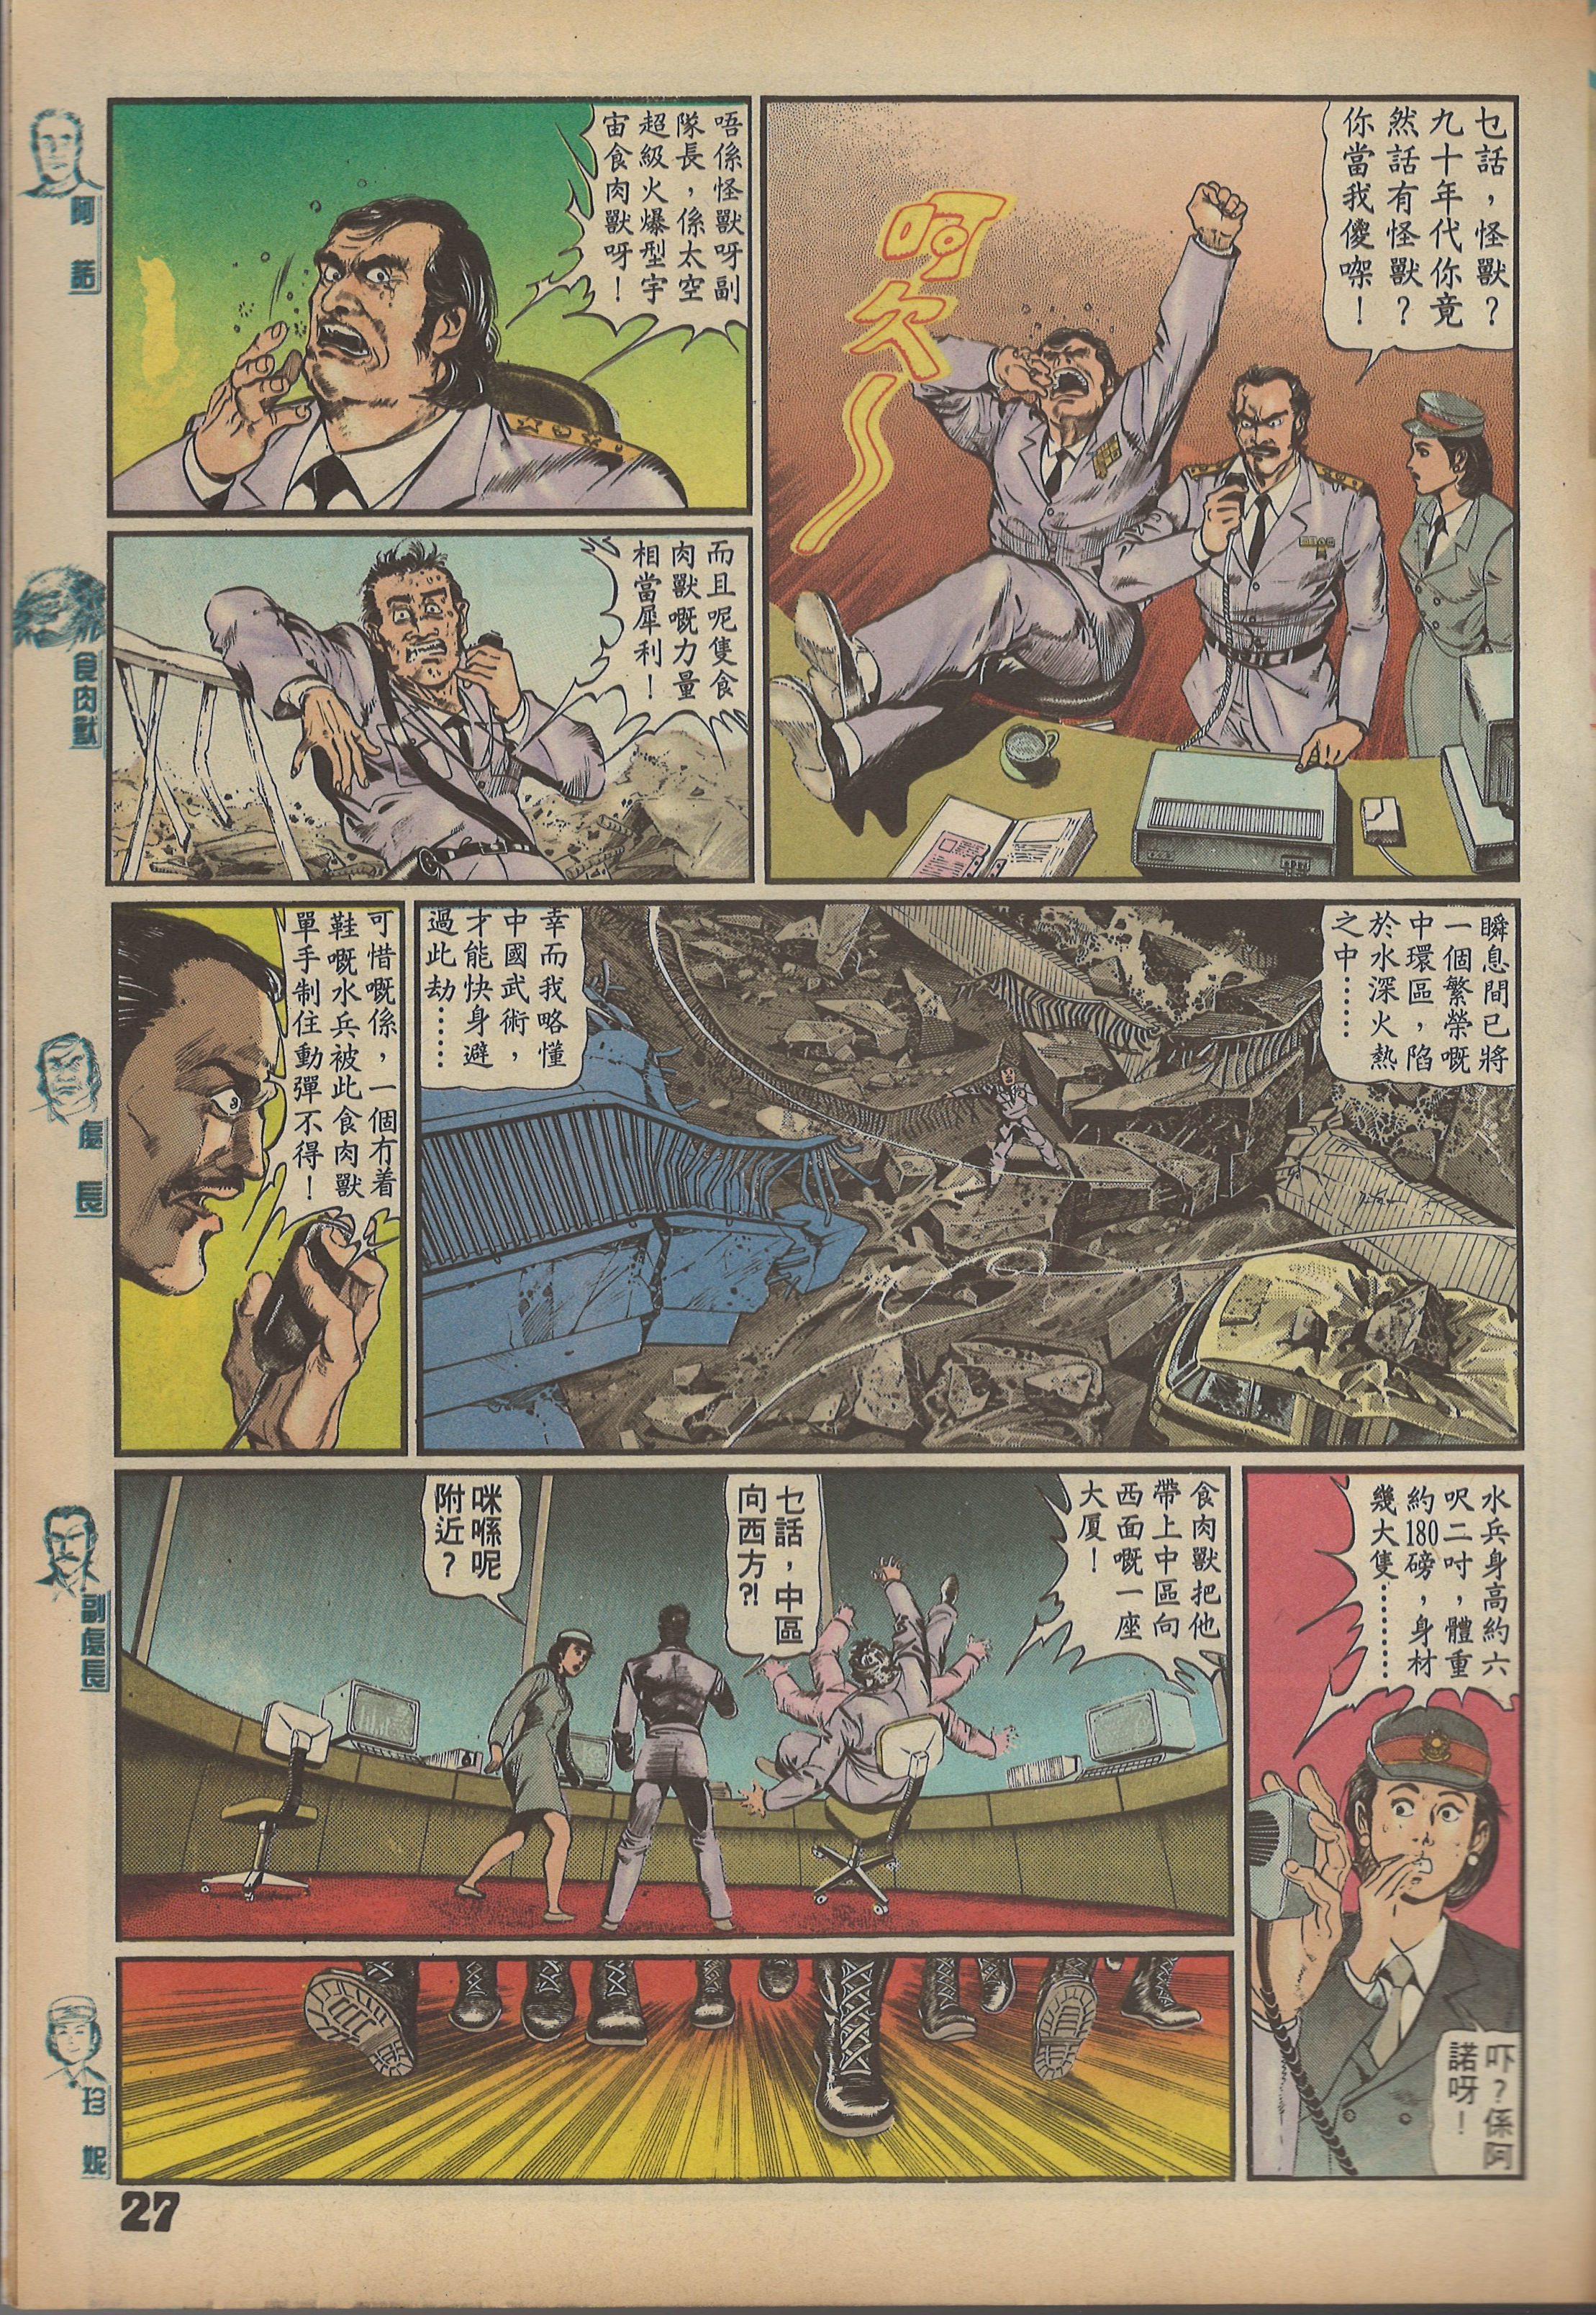 乜話，怪獸？
九十年代你竟
然話有怪獸？
你當我傻㗎！
呵欠～
唔係怪獸呀副
隊長，係太空
超級火爆型宇
宙食肉獸呀！
而且呢隻食
肉獸嘅力量
相當犀利！
瞬息間已將
一個繁榮嘅
中環區，陷
於水深火熱
之中……
幸而我略懂
中國武術，
才能快身避
過此劫……
可惜嘅係，一個冇着
鞋嘅水兵被此食肉獸
單手制住動彈不得！
水兵身高約六
呎二吋，體重
約180磅，身材
幾大隻………
吓？係阿
諾呀！
食肉獸把他
帶上中區向
西面嘅一座
大厦！
乜話，中區
向西方?!
咪喺呢
附近？
阿諾
食肉獸
處長
副處長
珍妮
27